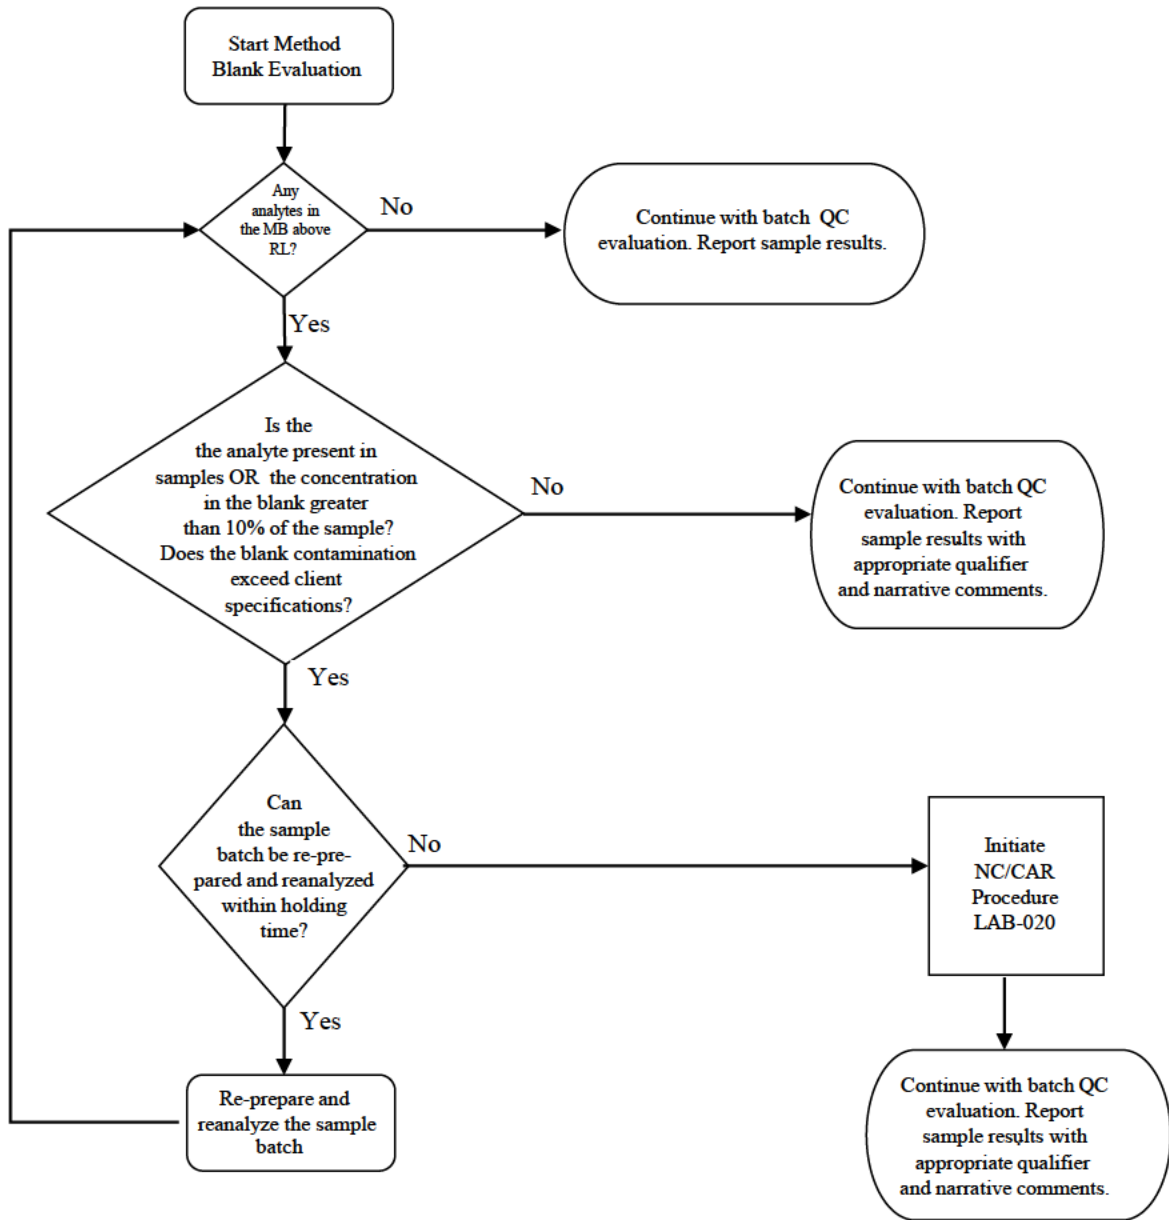 Start Method
Blank Evaluation
Any
analytes in
the MB above
RL?
No
Continue with batch QC
evaluation. Report sample results.
Yes
Is the
the analyte present in
samples OR the concentration
in the blank greater
than 10% of the sample?
Does the blank contamination
exceed client
specifications?
No
Continue with batch QC
evaluation. Report
sample results with
appropriate qualifier
and narrative comments.
Yes
Can
the sample
batch be re-pre-
pared and reanalyzed
within holding
time?
No
Initiate
NC/CAR
Procedure
LAB-020
Yes
Re-prepare and
reanalyze the sample
batch
Continue with batch QC
evaluation. Report
sample results with
appropriate qualifier
and narrative comments.